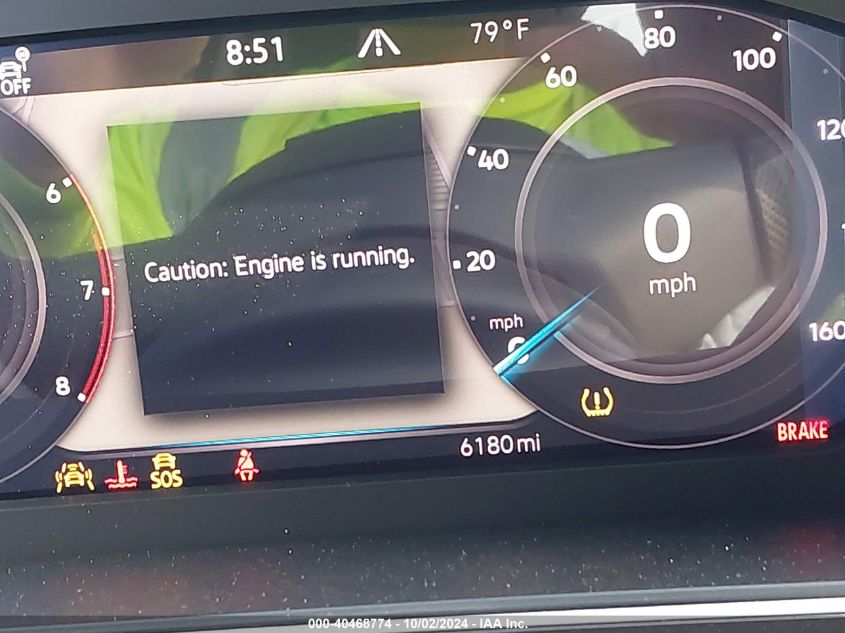 8:51
79°F
OFF
80
60
100
120
40
6
0
20
Caution: Engine is running.
7
mph
mph
160
8
6180 mi
BRAKE
SOS
000-40468774 - 10/02/2024 - IAA Inc.